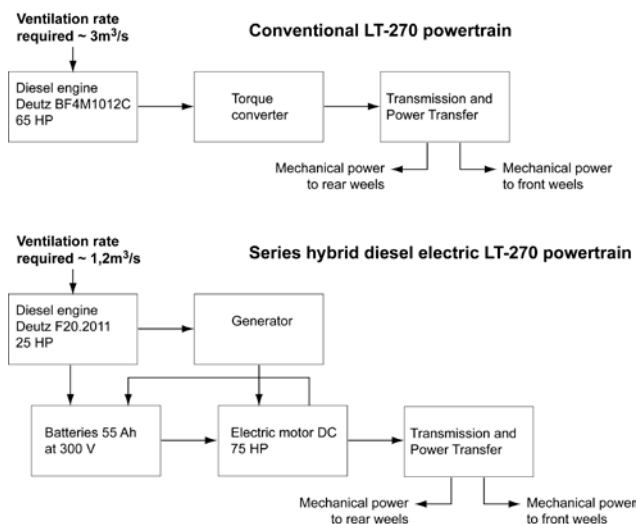 Ventilation rate
required ~ 3m³/s
Conventional LT-270 powertrain
Diesel engine
Deutz BF4M1012C
65 HP
Torque
converter
Transmission and
Power Transfer
Mechanical power
to rear weels
Mechanical power
to front weels
Ventilation rate
required ~ 1,2m³/s
Series hybrid diesel electric LT-270 powertrain
Diesel engine
Deutz F20.2011
25 HP
Generator
Batteries 55 Ah
at 300 V
Electric motor DC
75 HP
Transmission and
Power Transfer
Mechanical power
to rear weels
Mechanical power
to front weels